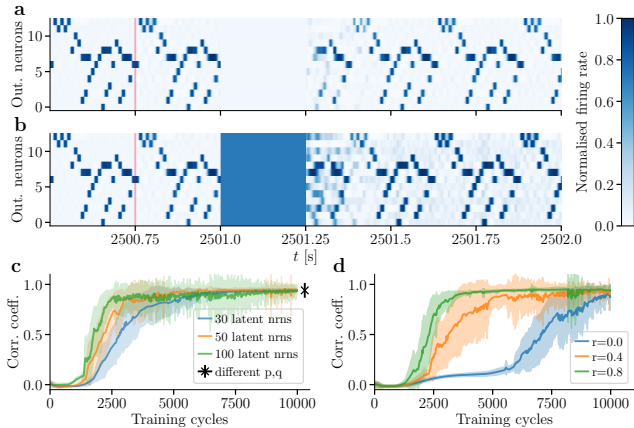 a
Out. neurons
10
5
0
b
Out. neurons
10
5
0
2500.75
2501.0
2501.25
2501.5
2501.75
2502.0
t [s]
Normalised firing rate
1.0
0.8
0.6
0.4
0.2
0.0
c
Corr. coeff.
1.0
0.5
0.0
30 latent nrns
50 latent nrns
100 latent nrns
different p,q
0
2500
5000
7500
10000
Training cycles
d
Corr. coeff.
1.0
0.5
0.0
r=0.0
r=0.4
r=0.8
0
2500
5000
7500
10000
Training cycles